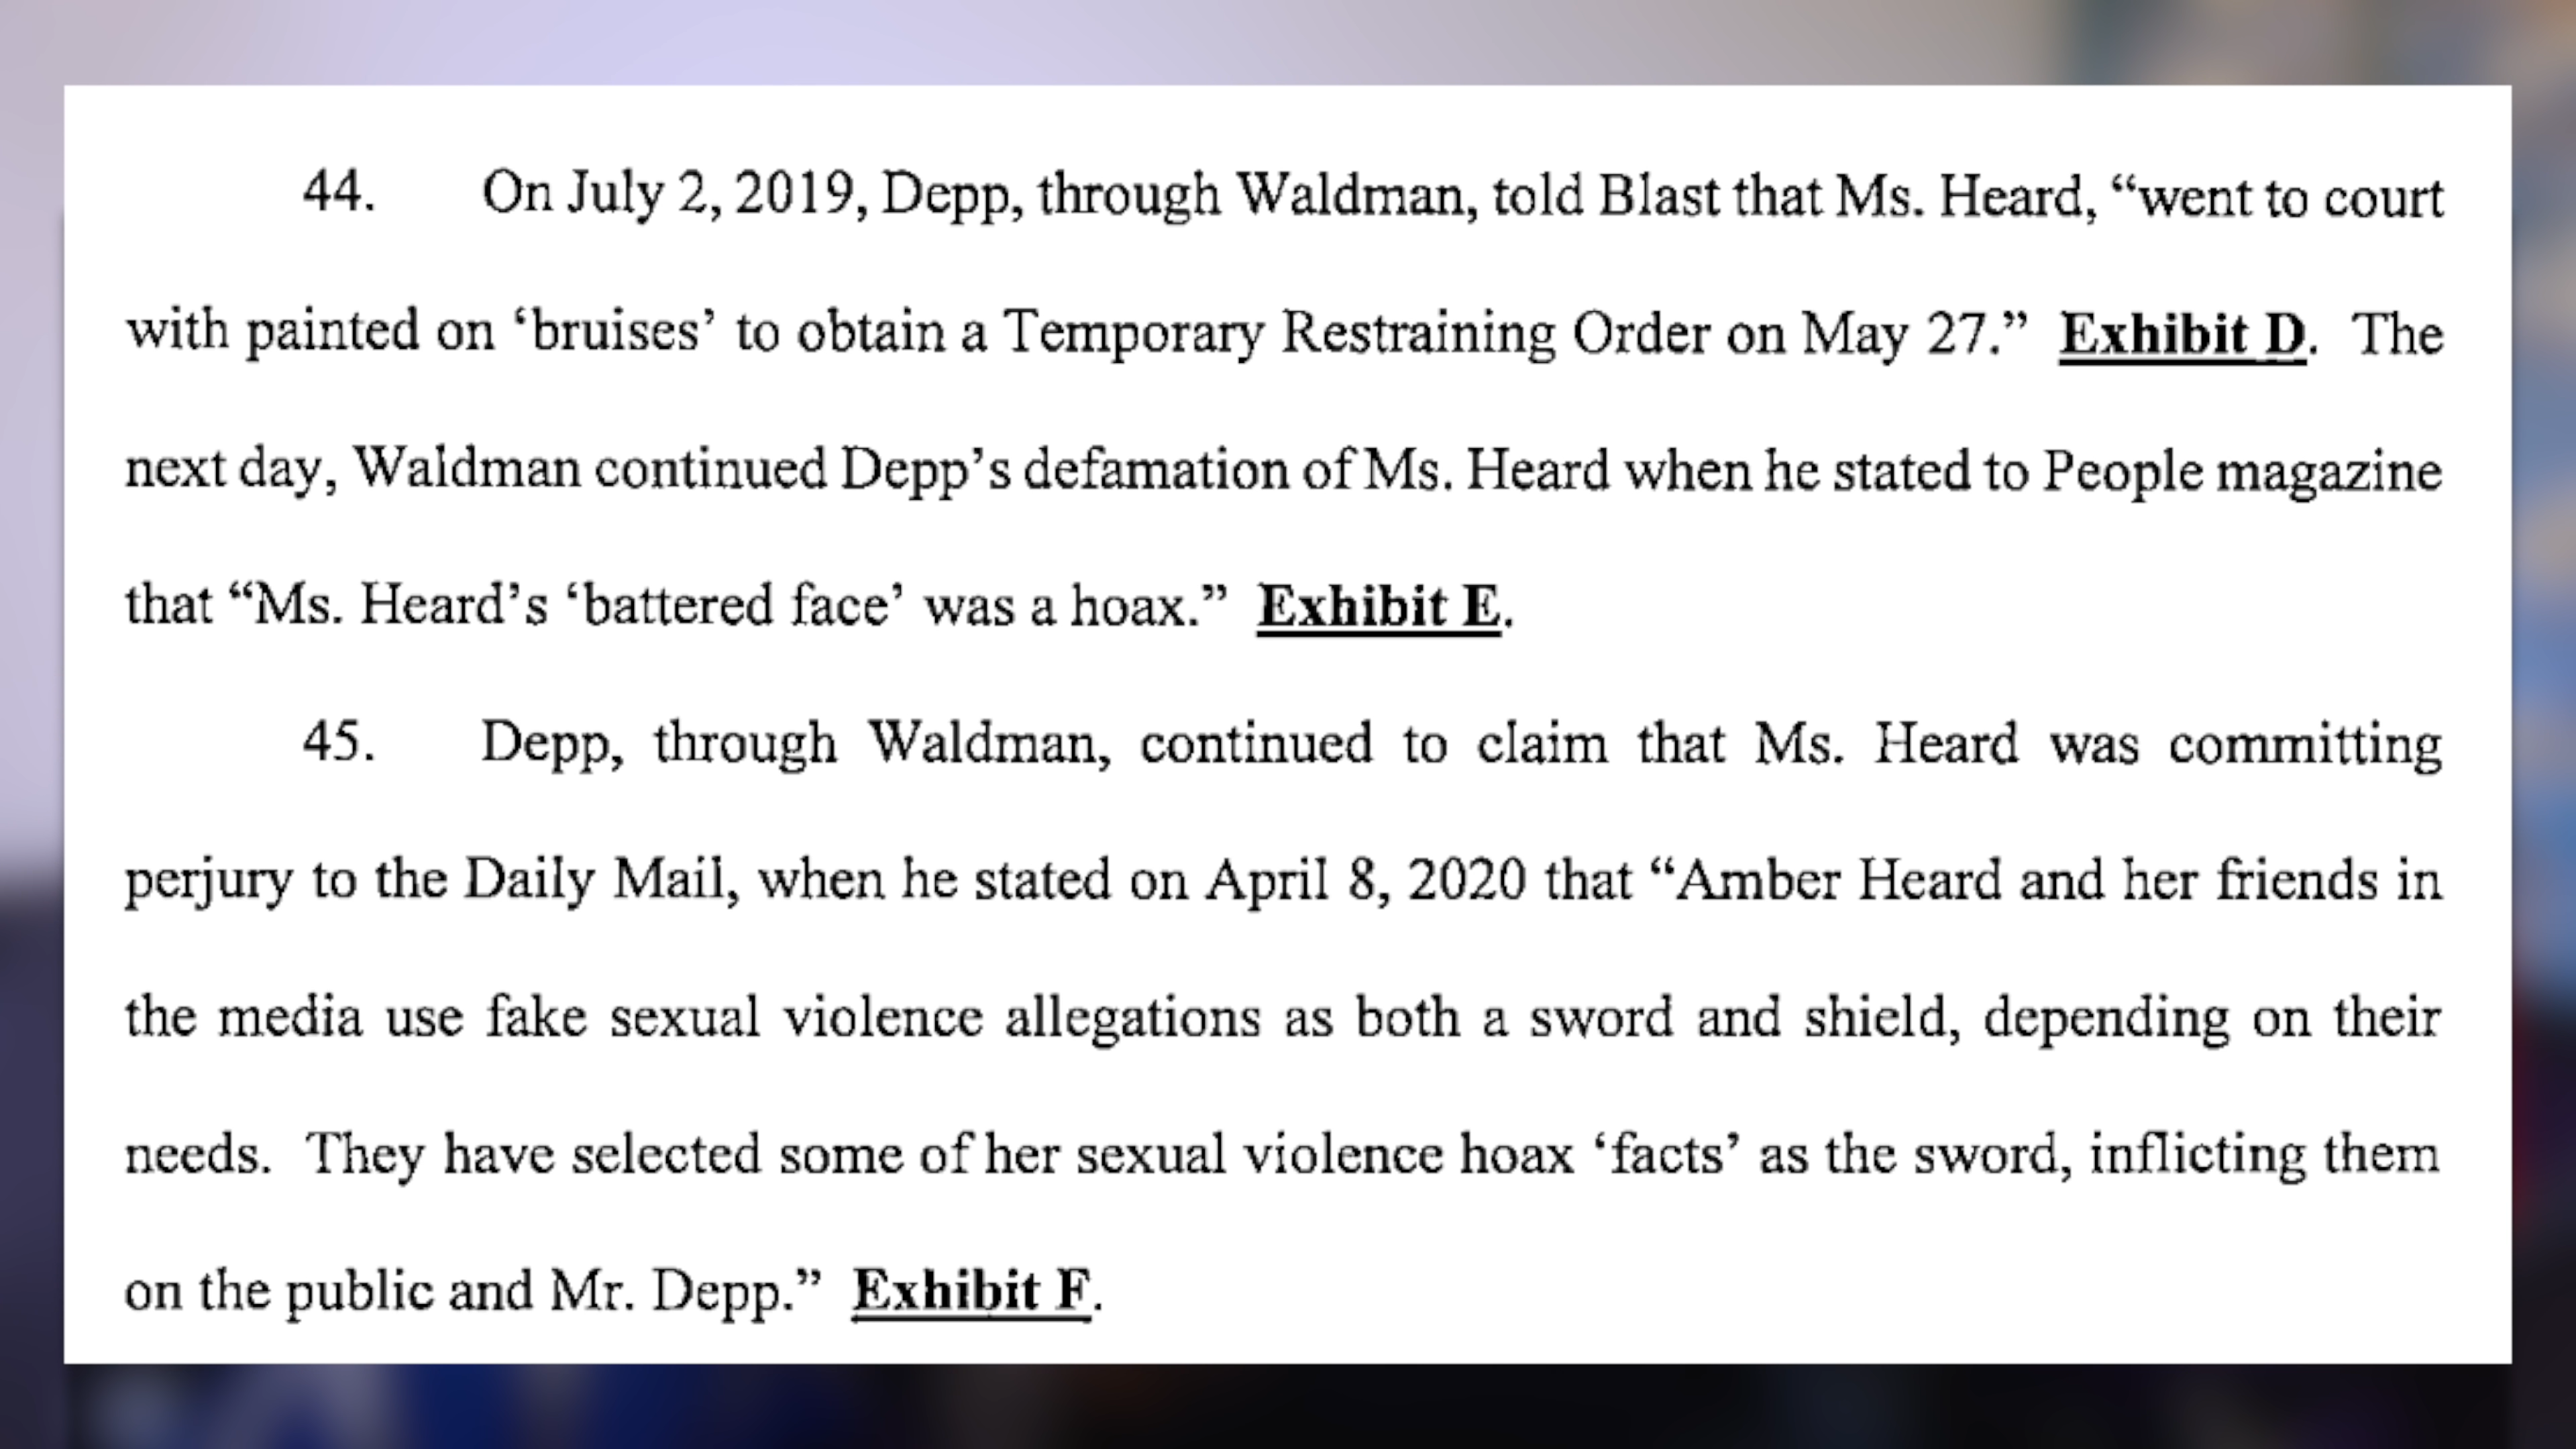 44. On July 2, 2019, Depp, through Waldman, told Blast that Ms. Heard, “went to court
with painted on ‘bruises’ to obtain a Temporary Restraining Order on May 27.” Exhibit D. The
next day, Waldman continued Depp’s defamation of Ms. Heard when he stated to People magazine
that “Ms. Heard’s ‘battered face’ was a hoax.” Exhibit E.
45. Depp, through Waldman, continued to claim that Ms. Heard was committing
perjury to the Daily Mail, when he stated on April 8, 2020 that “Amber Heard and her friends in
the media use fake sexual violence allegations as both a sword and shield, depending on their
needs. They have selected some of her sexual violence hoax ‘facts’ as the sword, inflicting them
on the public and Mr. Depp.” Exhibit F.